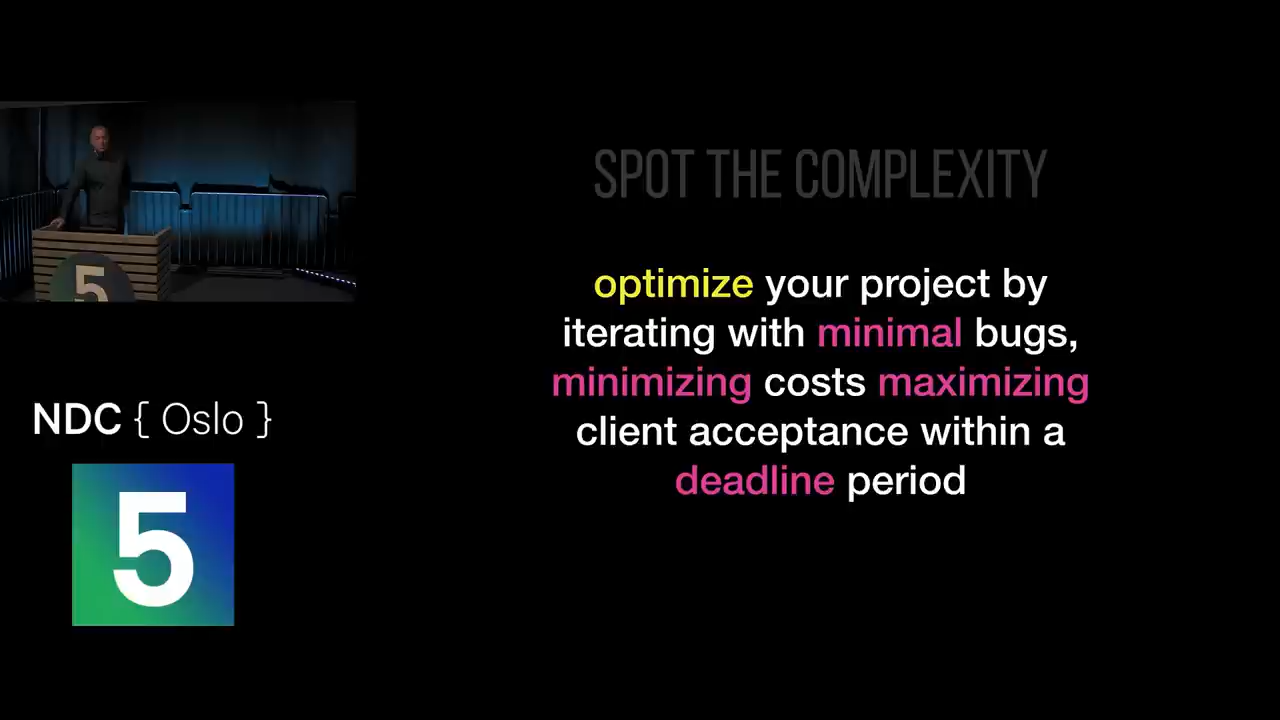 SPOT THE COMPLEXITY
optimize your project by
iterating with minimal bugs,
minimizing costs maximizing
client acceptance within a
deadline period
5
NDC { Oslo }
5